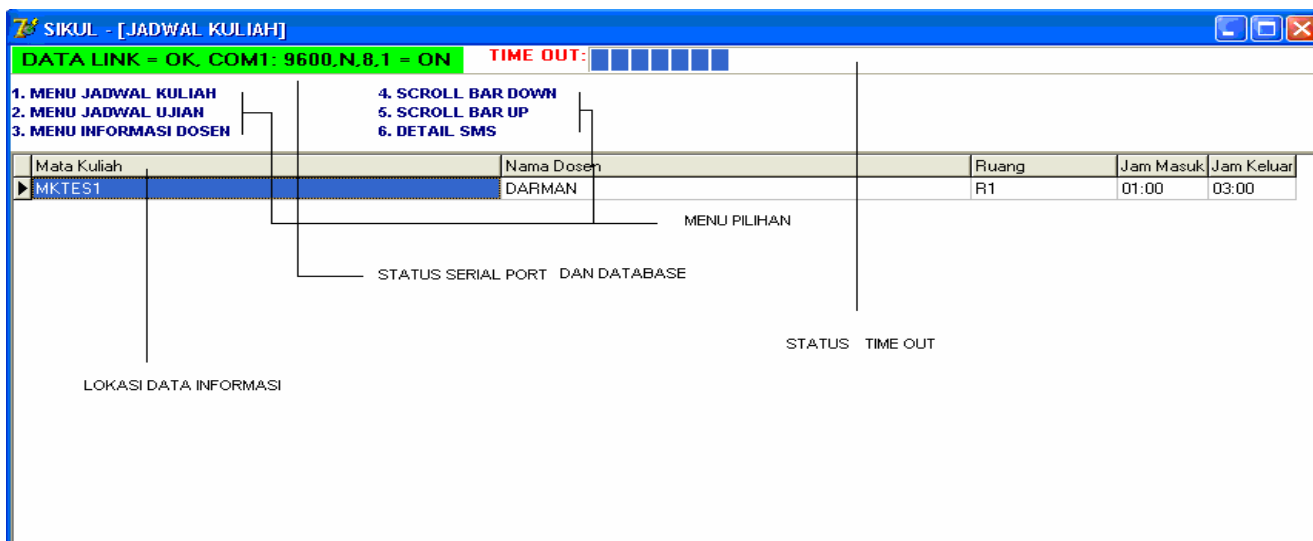 SIKUL - [JADWAL KULIAH]
DATA LINK = OK, COM1: 9600,N,8,1 = ON TIME OUT:
1. MENU JADWAL KULIAH 4. SCROLL BAR DOWN
2. MENU JADWAL UJIAN 5. SCROLL BAR UP
3. MENU INFORMASI DOSEN 6. DETAIL SMS
Mata Kuliah Nama Dosen Ruang Jam Masuk Jam Keluar
MKTES1 DARMAN R1 01:00 03:00
MENU PILIHAN
STATUS SERIAL PORT DAN DATABASE
STATUS TIME OUT
LOKASI DATA INFORMASI